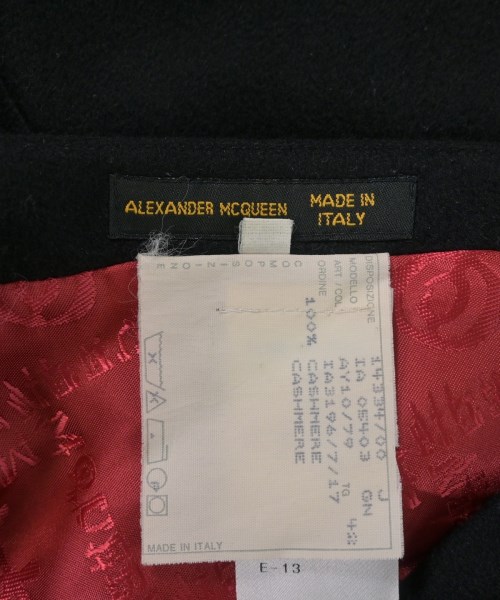 ALEXANDER MCQUEEN
MADE IN
ITALY
DISPOSIZIONE
MODELLO
ART / COL
ORDINE
COMPOSIZIONE
14334/00 J
IA 05403 GN
AY10/79 TG 42
IA3196/7/17
CASHMERE
100% CASHMERE
MADE IN ITALY
E-13